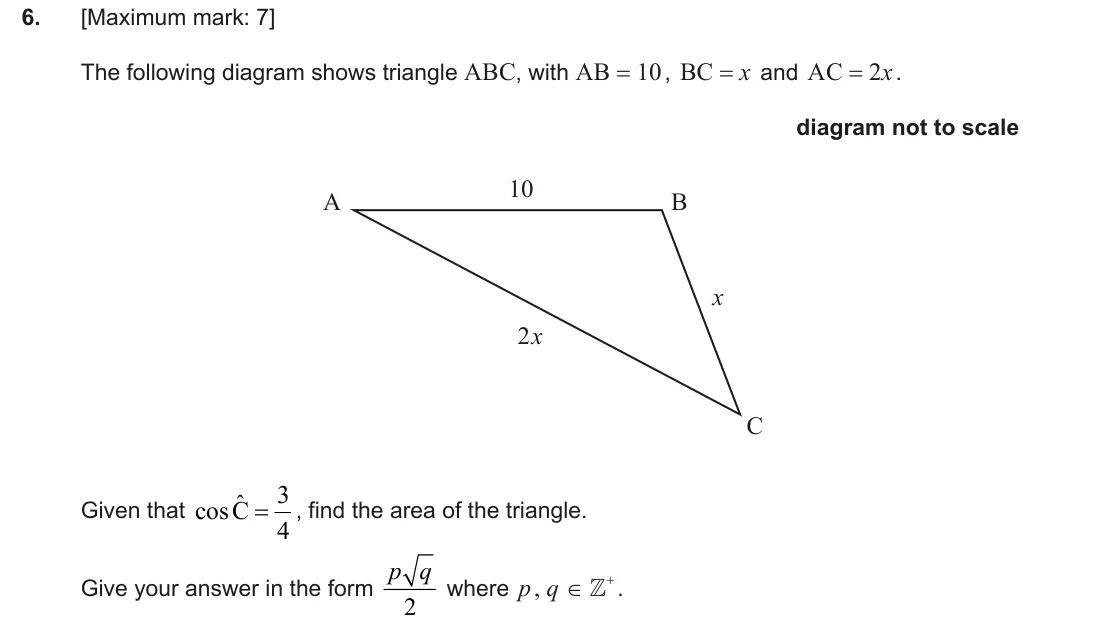 6. [Maximum mark: 7]
The following diagram shows triangle ABC, with AB = 10, BC = x and AC = 2x.
diagram not to scale
10
A
B
x
2x
C
Given that cos Ĉ = 3/4, find the area of the triangle.
Give your answer in the form p√q/2 where p, q ∈ ℤ⁺.